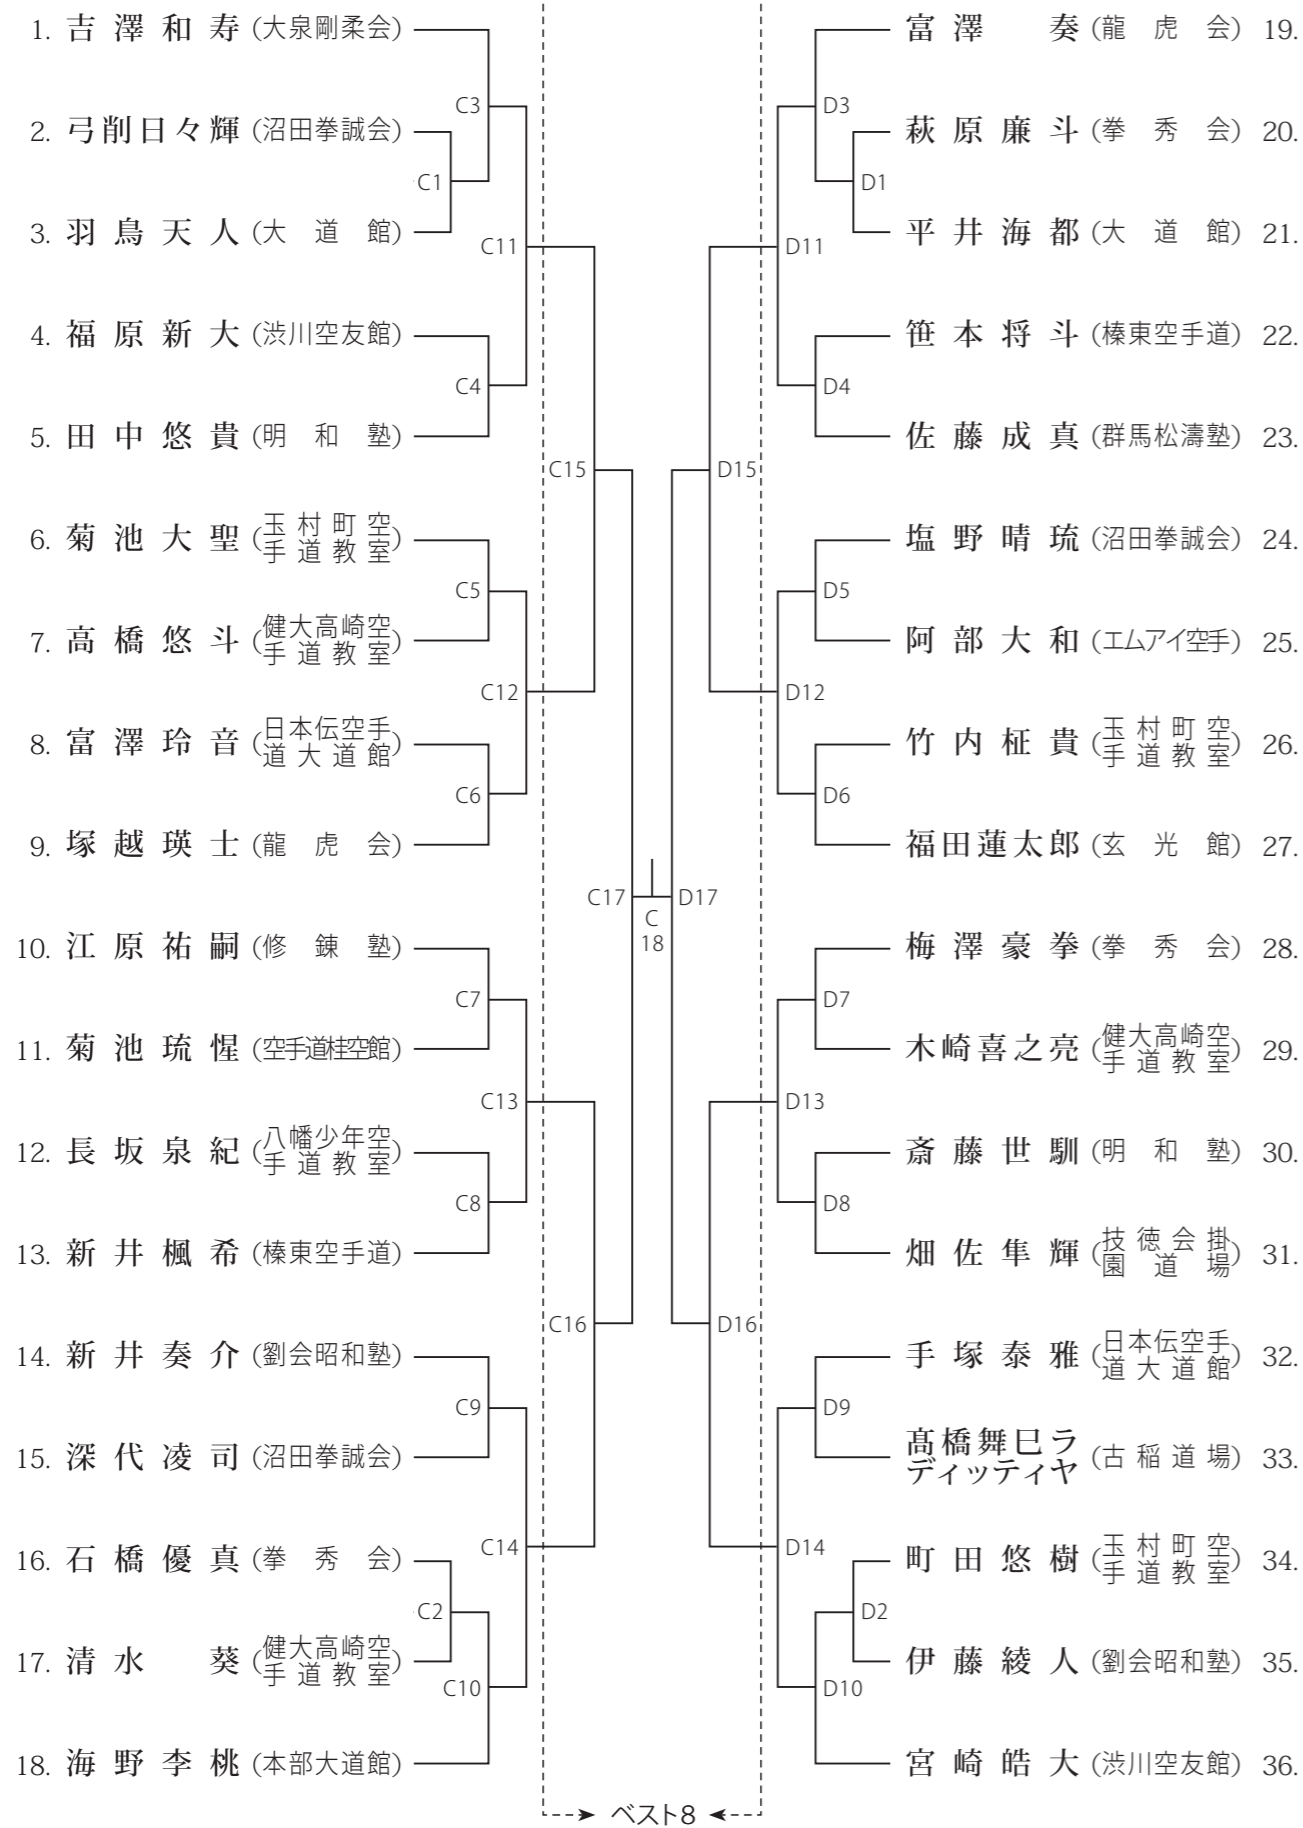 1. 吉澤和寿 (大泉剛柔会)
2. 弓削日々輝 (沼田拳誠会)
3. 羽鳥天人 (大道館)
4. 福原新大 (渋川空友館)
5. 田中悠貴 (明和塾)
6. 菊池大聖 (玉村町空手道教室)
7. 高橋悠斗 (健大高崎空手道教室)
8. 富澤玲音 (日本伝空手道大道館)
9. 塚越瑛士 (龍虎会)
10. 江原祐嗣 (修錬塾)
11. 菊池琉惺 (空手道桂空館)
12. 長坂泉紀 (八幡少年空手道教室)
13. 新井楓希 (榛東空手道)
14. 新井奏介 (劉会昭和塾)
15. 深代凌司 (沼田拳誠会)
16. 石橋優真 (拳秀会)
17. 清水葵 (健大高崎空手道教室)
18. 海野李桃 (本部大道館)
C1
C2
C3
C4
C5
C6
C7
C8
C9
C10
C11
C12
C13
C14
C15
C16
C17
C
18
D17
D15
D16
D11
D12
D13
D14
D3
D4
D5
D6
D7
D8
D9
D10
D1
D2
富澤奏 (龍虎会) 19.
萩原廉斗 (拳秀会) 20.
平井海都 (大道館) 21.
笹本将斗 (榛東空手道) 22.
佐藤成真 (群馬松濤塾) 23.
塩野晴琉 (沼田拳誠会) 24.
阿部大和 (エムアイ空手) 25.
竹内柾貴 (玉村町空手道教室) 26.
福田蓮太郎 (玄光館) 27.
梅澤豪拳 (拳秀会) 28.
木崎喜之亮 (健大高崎空手道教室) 29.
斎藤世馴 (明和塾) 30.
畑佐隼輝 (技徳会掛園道場) 31.
手塚泰雅 (日本伝空手道大道館) 32.
髙橋舞巳ラディッティヤ (古稲道場) 33.
町田悠樹 (玉村町空手道教室) 34.
伊藤綾人 (劉会昭和塾) 35.
宮崎皓大 (渋川空友館) 36.
ベスト8